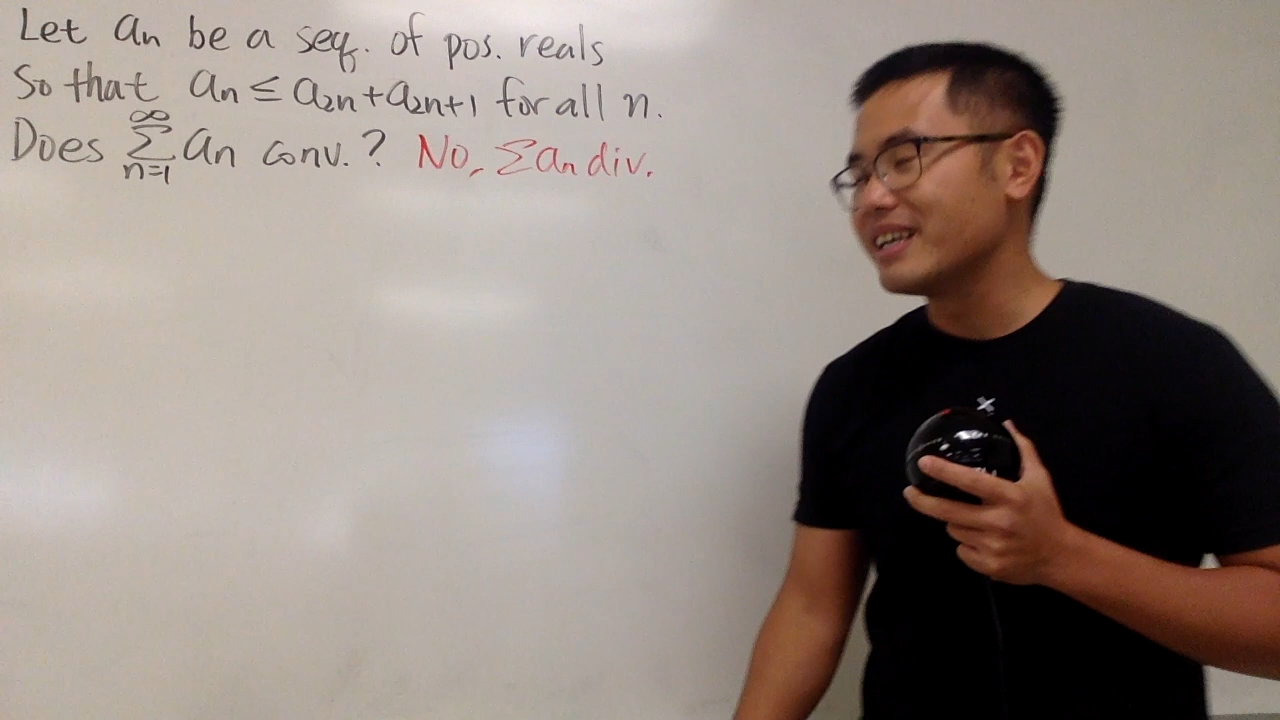 Let an be a seq. of pos. reals
So that an ≤ a2n+a2n+1 for all n.
Does ∞∑n=1 an conv.? No, ∑an div.